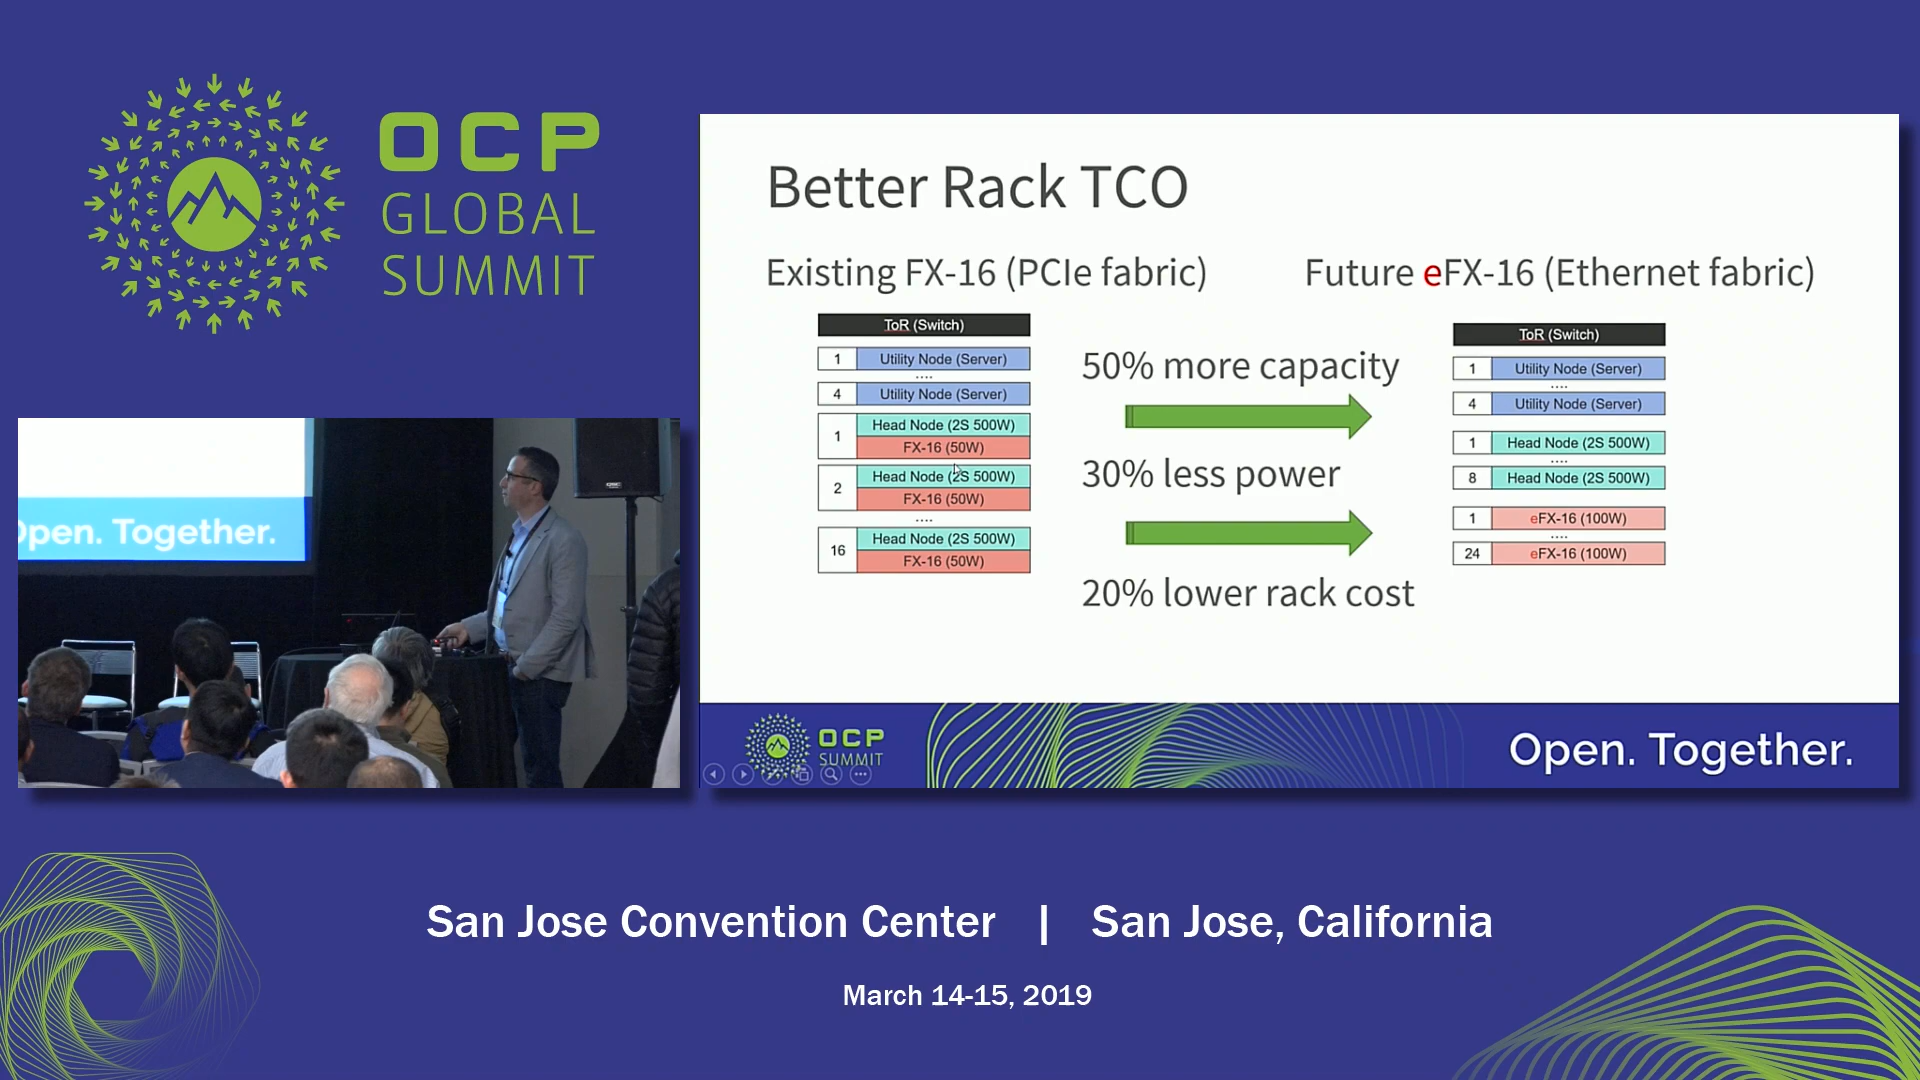 OCP
GLOBAL
SUMMIT
Better Rack TCO
Existing FX-16 (PCIe fabric)
Future eFX-16 (Ethernet fabric)
ToR (Switch)
1 Utility Node (Server)
....
4 Utility Node (Server)
1 Head Node (2S 500W)
FX-16 (50W)
2 Head Node (2S 500W)
FX-16 (50W)
....
16 Head Node (2S 500W)
FX-16 (50W)
50% more capacity
30% less power
20% lower rack cost
ToR (Switch)
1 Utility Node (Server)
....
4 Utility Node (Server)
1 Head Node (2S 500W)
....
8 Head Node (2S 500W)
1 eFX-16 (100W)
....
24 eFX-16 (100W)
OCP
SUMMIT
Open. Together.
Open. Together.
San Jose Convention Center | San Jose, California
March 14-15, 2019